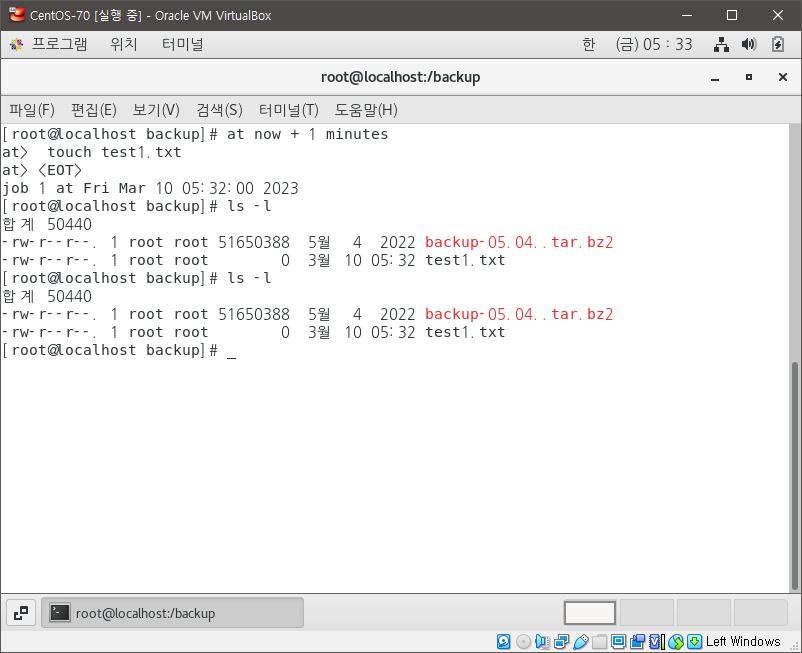 CentOS-70 [실행 중] - Oracle VM VirtualBox
프로그램 위치 터미널 한 (금) 05 : 33
root@localhost:/backup
파일(F) 편집(E) 보기(V) 검색(S) 터미널(T) 도움말(H)
[root@localhost backup]# at now + 1 minutes
at> touch test1.txt
at> <EOT>
job 1 at Fri Mar 10 05:32:00 2023
[root@localhost backup]# ls -l
합계 50440
-rw-r--r--. 1 root root 51650388 5월 4 2022 backup-05.04..tar.bz2
-rw-r--r--. 1 root root 0 3월 10 05:32 test1.txt
[root@localhost backup]# ls -l
합계 50440
-rw-r--r--. 1 root root 51650388 5월 4 2022 backup-05.04..tar.bz2
-rw-r--r--. 1 root root 0 3월 10 05:32 test1.txt
[root@localhost backup]# _
root@localhost:/backup
Left Windows